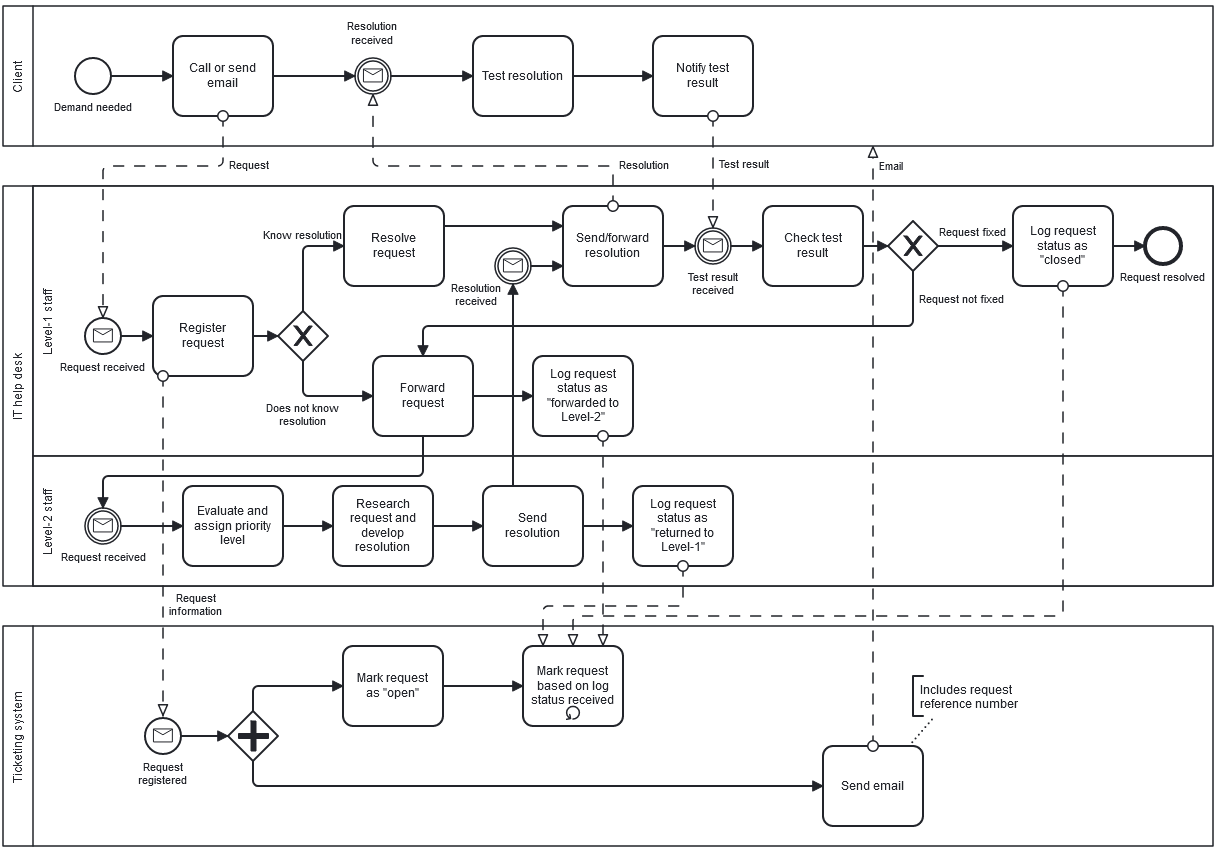 Client
Demand needed
Call or send
email
Resolution
received
Test resolution
Notify test
result
Request
Resolution
Test result
Email
IT help desk
Level-1 staff
Request received
Register
request
Know resolution
Does not know
resolution
Resolve
request
Resolution
received
Send/forward
resolution
Test result
received
Check test
result
Request fixed
Request not fixed
Log request
status as
"closed"
Request resolved
Forward
request
Log request
status as
"forwarded to
Level-2"
Level-2 staff
Request received
Evaluate and
assign priority
level
Research
request and
develop
resolution
Send
resolution
Log request
status as
"returned to
Level-1"
Request
information
Ticketing system
Request
registered
Mark request
as "open"
Mark request
based on log
status received
Send email
Includes request
reference number